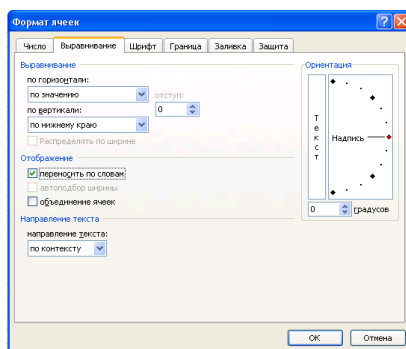 Формат ячеек
Число Выравнивание Шрифт Граница Заливка Защита
Выравнивание
по горизонтали:
по значению
отступ:
по вертикали:
0
по нижнему краю
Распределять по ширине
Отображение
переносить по словам
автоподбор ширины
объединение ячеек
Направление текста
направление текста:
по контексту
Ориентация
Текст
Надпись
0 градусов
ОК Отмена